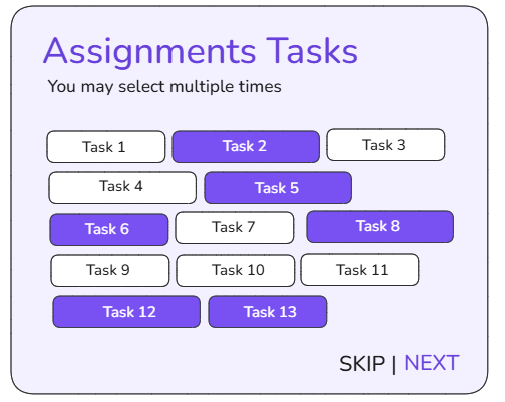 Assignments Tasks
You may select multiple times
Task 1 Task 2 Task 3
Task 4 Task 5
Task 6 Task 7 Task 8
Task 9 Task 10 Task 11
Task 12 Task 13
SKIP | NEXT